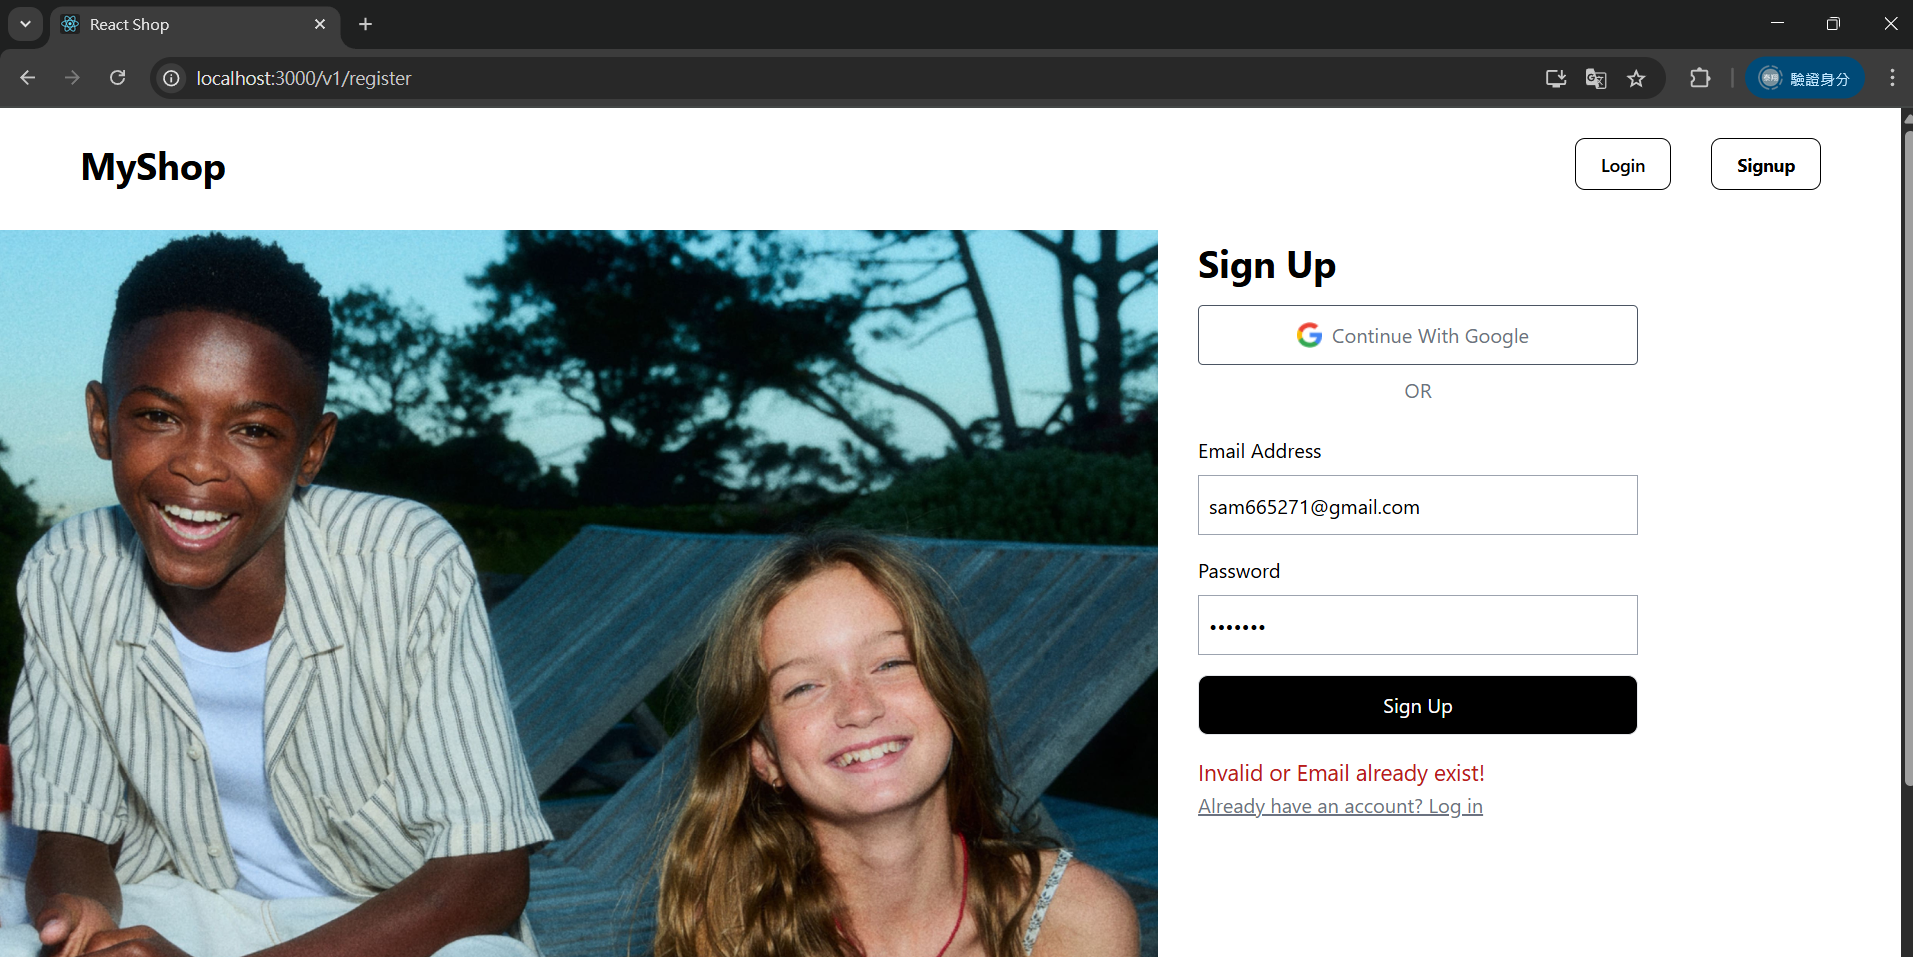 React Shop
localhost:3000/v1/register
驗證身分
MyShop
Login
Signup
Sign Up
Continue With Google
OR
Email Address
sam665271@gmail.com
Password
•••••••
Sign Up
Invalid or Email already exist!
Already have an account? Log in